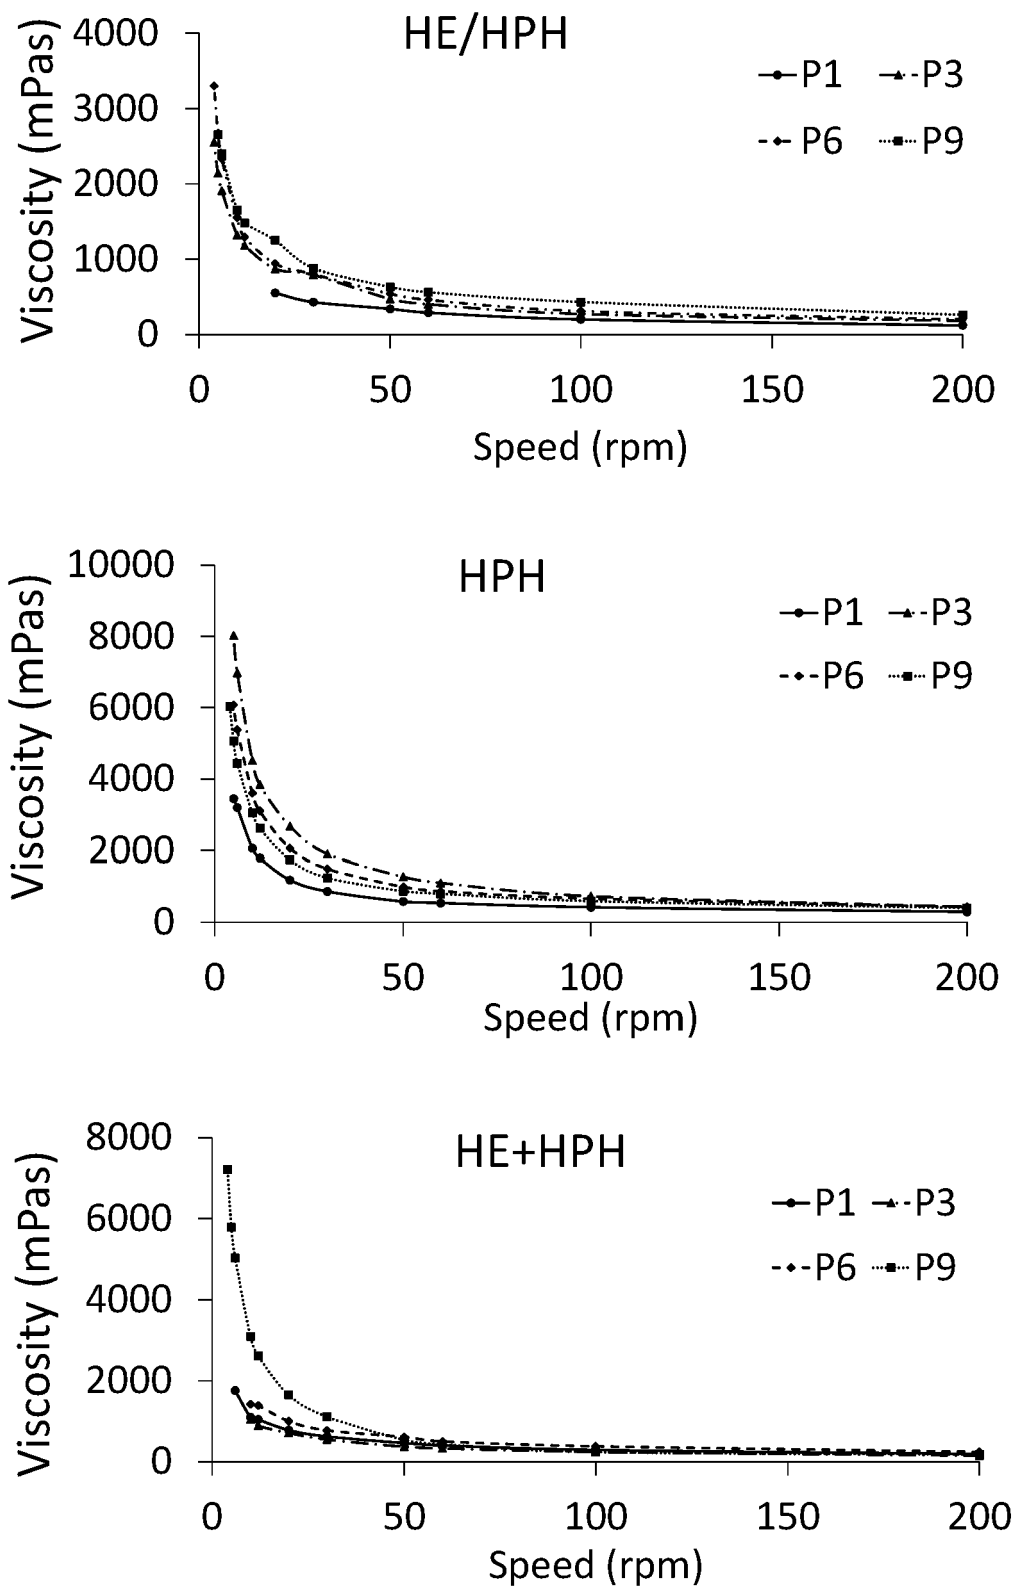 HE/HPH
Viscosity (mPas)
4000
3000
2000
1000
0
P1 P3
P6 P9
0 50 100 150 200
Speed (rpm)
HPH
Viscosity (mPas)
10000
8000
6000
4000
2000
0
P1 P3
P6 P9
0 50 100 150 200
Speed (rpm)
HE+HPH
Viscosity (mPas)
8000
6000
4000
2000
0
P1 P3
P6 P9
0 50 100 150 200
Speed (rpm)